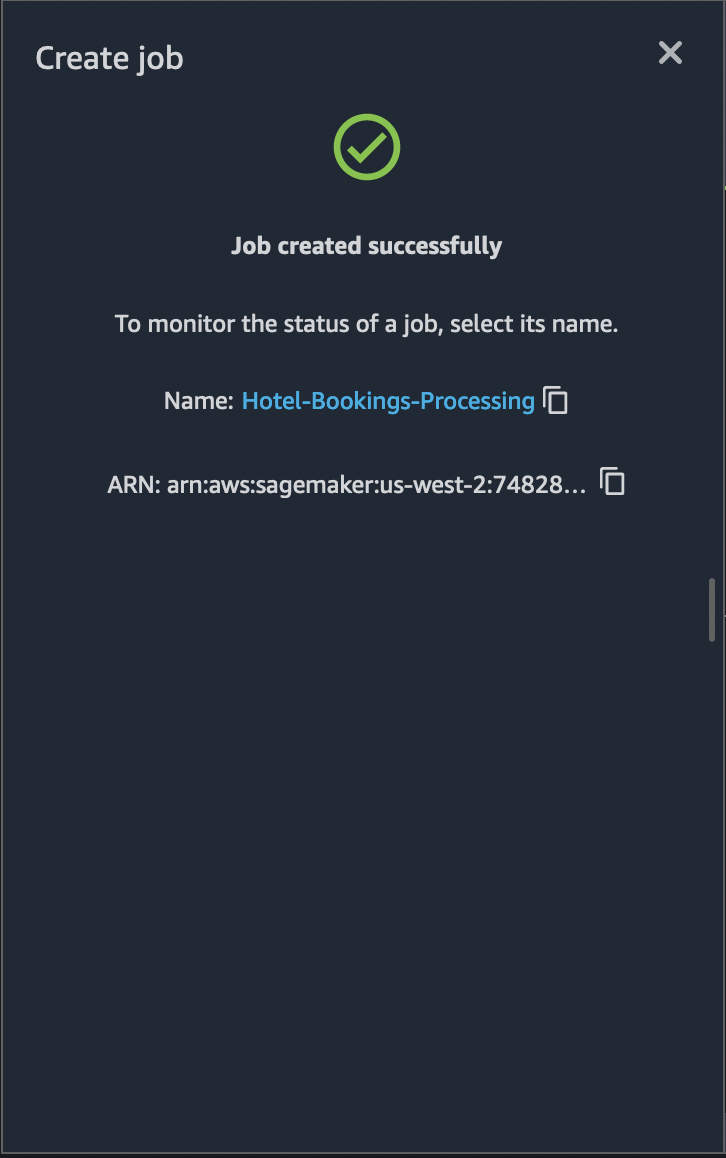 Create job
Job created successfully
To monitor the status of a job, select its name.
Name: Hotel-Bookings-Processing
ARN: arn:aws:sagemaker:us-west-2:74828...